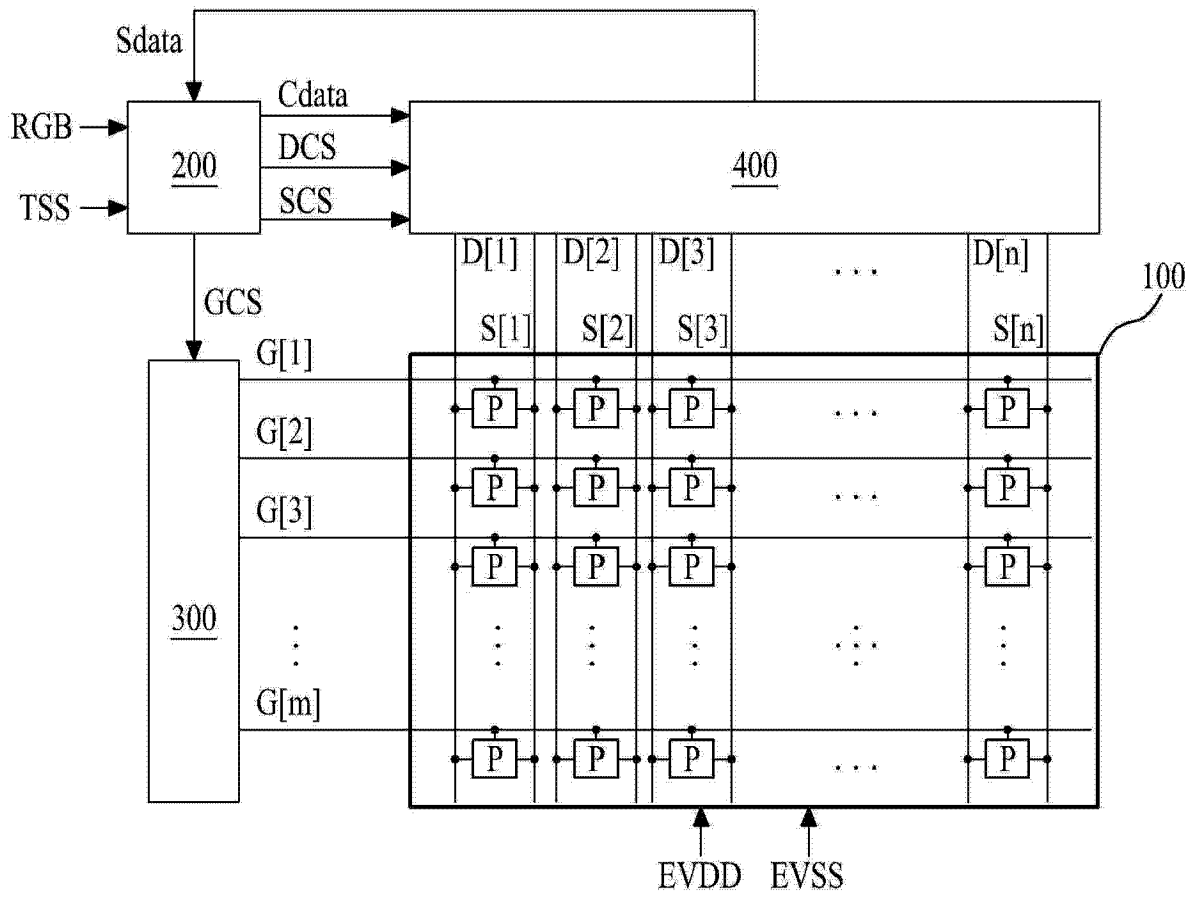 Sdata
Cdata
RGB
DCS
200
400
TSS
SCS
D[1] D[2] D[3] . . . D[n]
100
GCS
S[1] S[2] S[3] S[n]
G[1]
P P P . . . P
G[2]
P P P . . . P
G[3]
P P P P
300
G[m]
P P P . . . P
EVDD EVSS